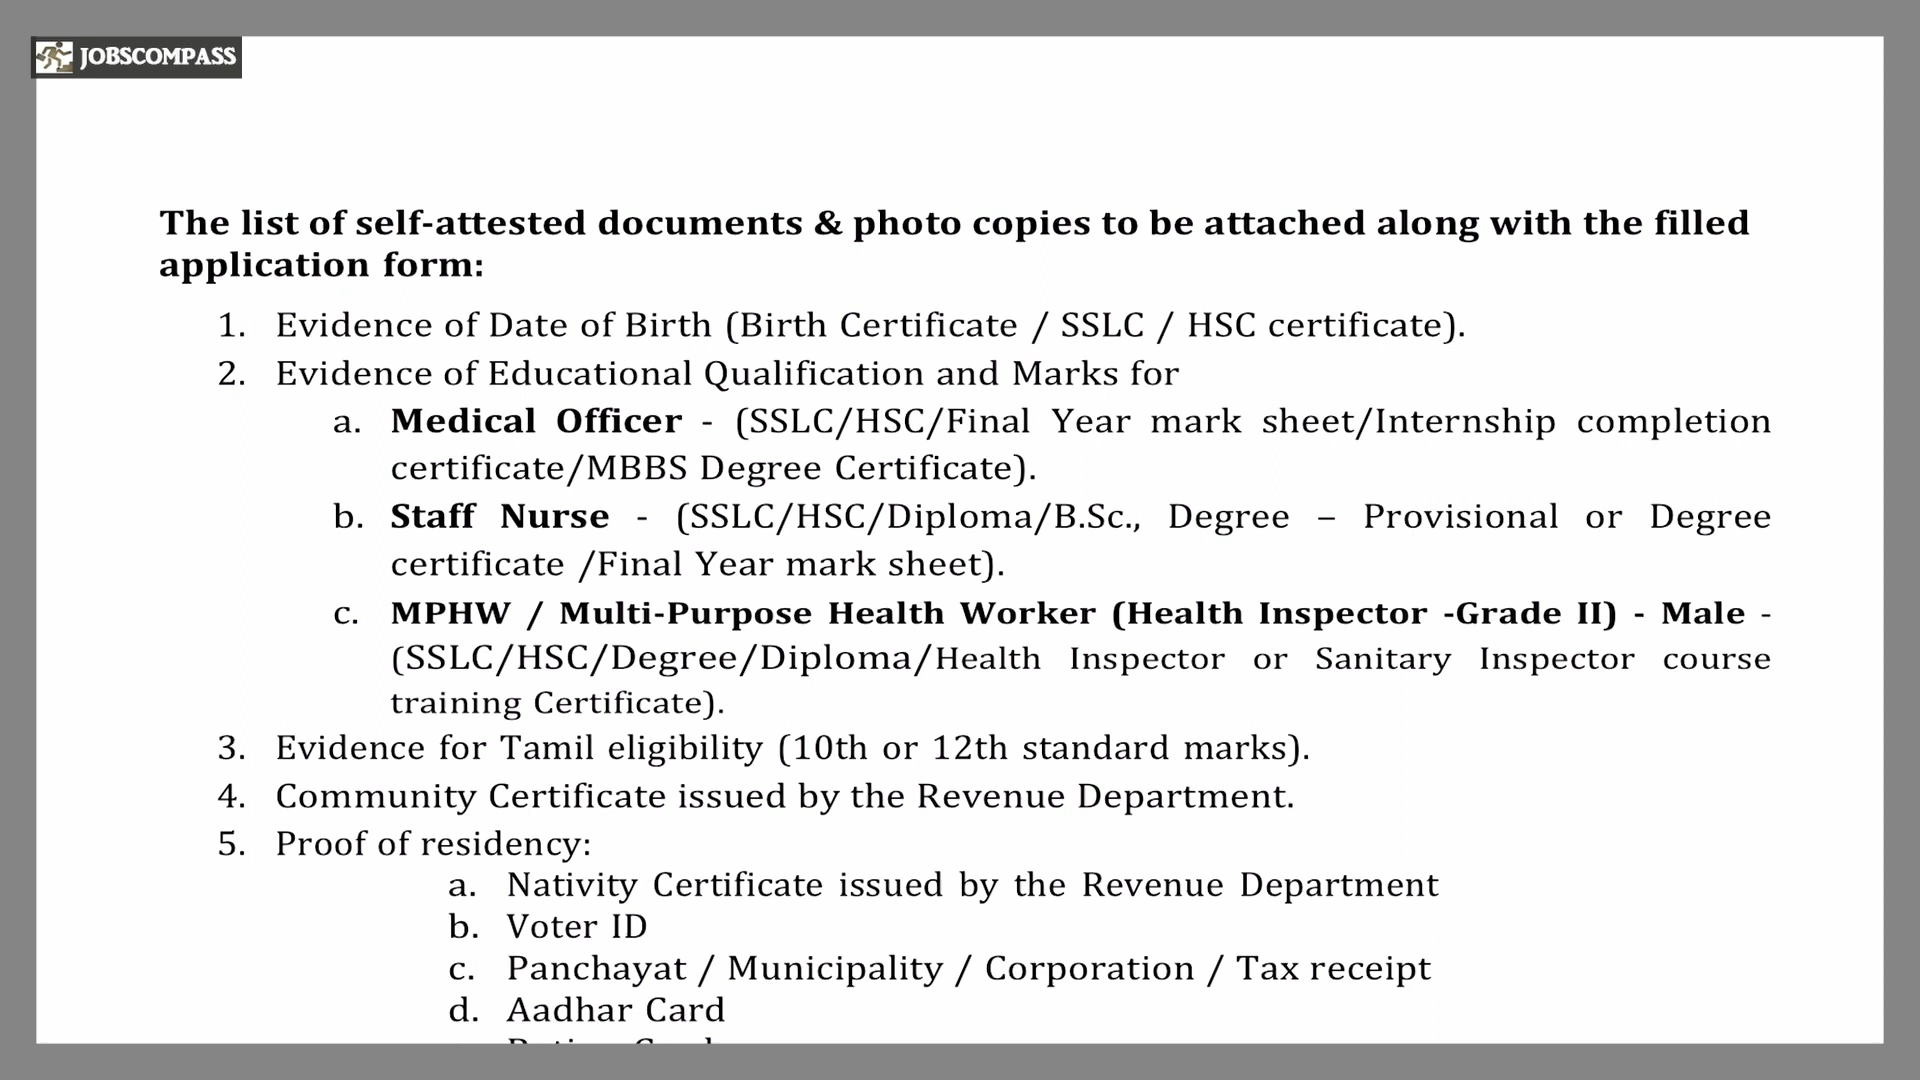 JOBSCOMPASS
The list of self-attested documents & photo copies to be attached along with the filled
application form:
1. Evidence of Date of Birth (Birth Certificate / SSLC / HSC certificate).
2. Evidence of Educational Qualification and Marks for
a. Medical Officer - (SSLC/HSC/Final Year mark sheet/Internship completion
certificate/MBBS Degree Certificate).
b. Staff Nurse - (SSLC/HSC/Diploma/B.Sc., Degree – Provisional or Degree
certificate /Final Year mark sheet).
c. MPHW / Multi-Purpose Health Worker (Health Inspector -Grade II) - Male -
(SSLC/HSC/Degree/Diploma/Health Inspector or Sanitary Inspector course
training Certificate).
3. Evidence for Tamil eligibility (10th or 12th standard marks).
4. Community Certificate issued by the Revenue Department.
5. Proof of residency:
a. Nativity Certificate issued by the Revenue Department
b. Voter ID
c. Panchayat / Municipality / Corporation / Tax receipt
d. Aadhar Card